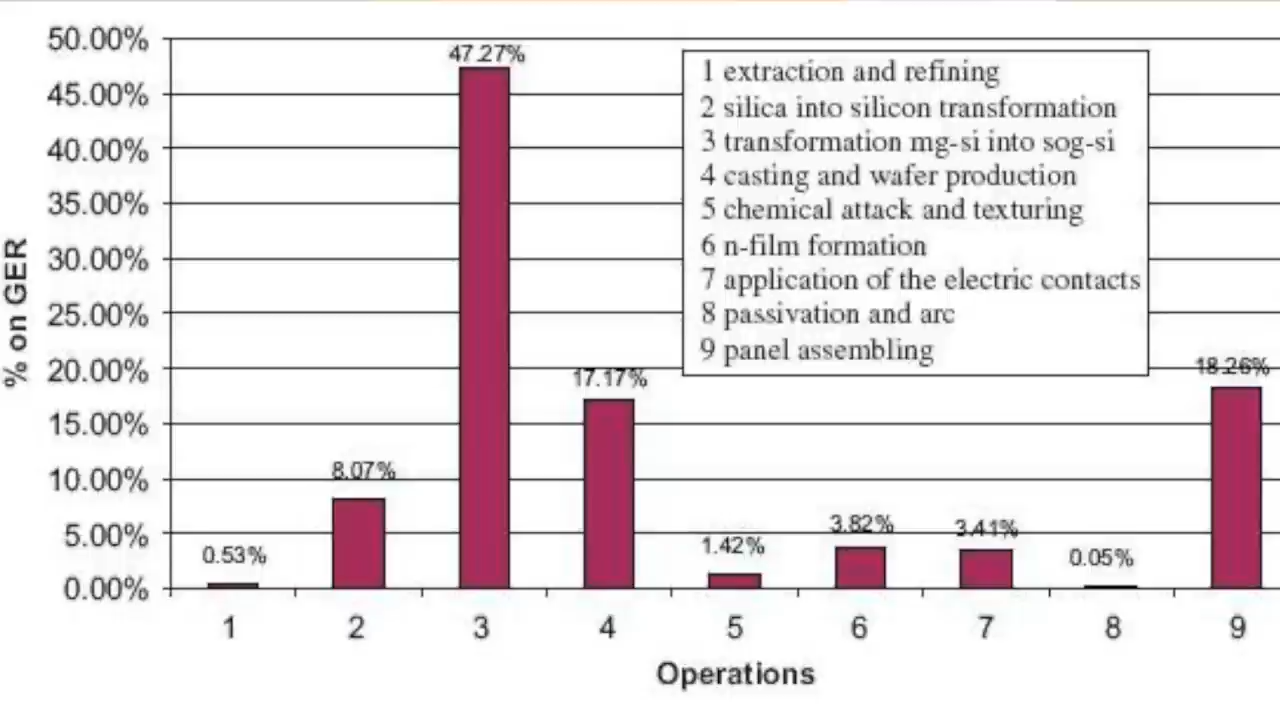 50.00%
45.00%
40.00%
35.00%
30.00%
25.00%
20.00%
15.00%
10.00%
5.00%
0.00%
% on GER
47.27%
17.17%
18.26%
8.07%
0.53%
1.42%
3.82%
3.41%
0.05%
1 extraction and refining
2 silica into silicon transformation
3 transformation mg-si into sog-si
4 casting and wafer production
5 chemical attack and texturing
6 n-film formation
7 application of the electric contacts
8 passivation and arc
9 panel assembling
1 2 3 4 5 6 7 8 9
Operations